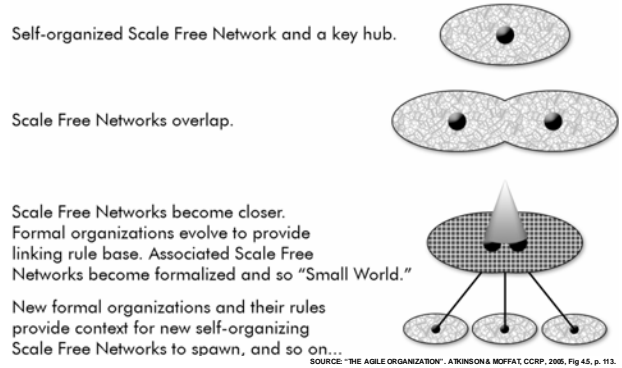 Self-organized Scale Free Network and a key hub.
Scale Free Networks overlap.
Scale Free Networks become closer.
Formal organizations evolve to provide
linking rule base. Associated Scale Free
Networks become formalized and so “Small World.”
New formal organizations and their rules
provide context for new self-organizing
Scale Free Networks to spawn, and so on...
SOURCE: “THE AGILE ORGANIZATION”. ATKINSON & MOFFAT, CCRP, 2005, Fig 4.5, p. 113.